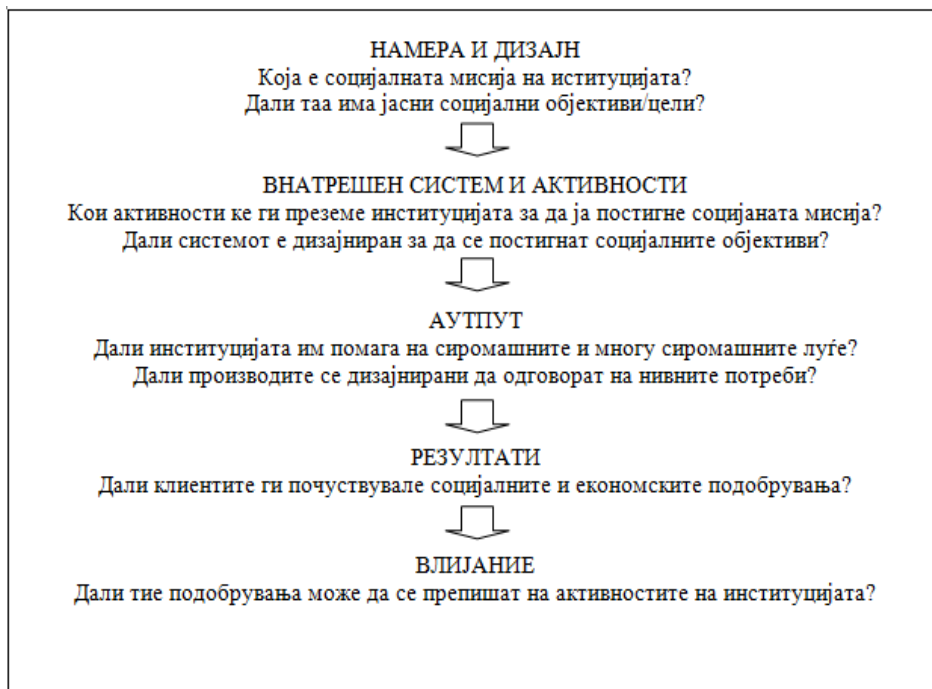 НАМЕРА И ДИЗАЈН
Која е социјалната мисија на иституцијата?
Дали таа има јасни социјални објективи/цели?
ВНАТРЕШЕН СИСТЕМ И АКТИВНОСТИ
Кои активности ке ги преземе институцијата за да ја постигне социјаната мисија?
Дали системот е дизајниран за да се постигнат социјалните објективи?
АУТПУТ
Дали институцијата им помага на сиромашните и многу сиромашните луѓе?
Дали производите се дизајнирани да одговорат на нивните потреби?
РЕЗУЛТАТИ
Дали клиентите ги почуствувале социјалните и економските подобрувања?
ВЛИЈАНИЕ
Дали тие подобрувања може да се препишат на активностите на институцијата?